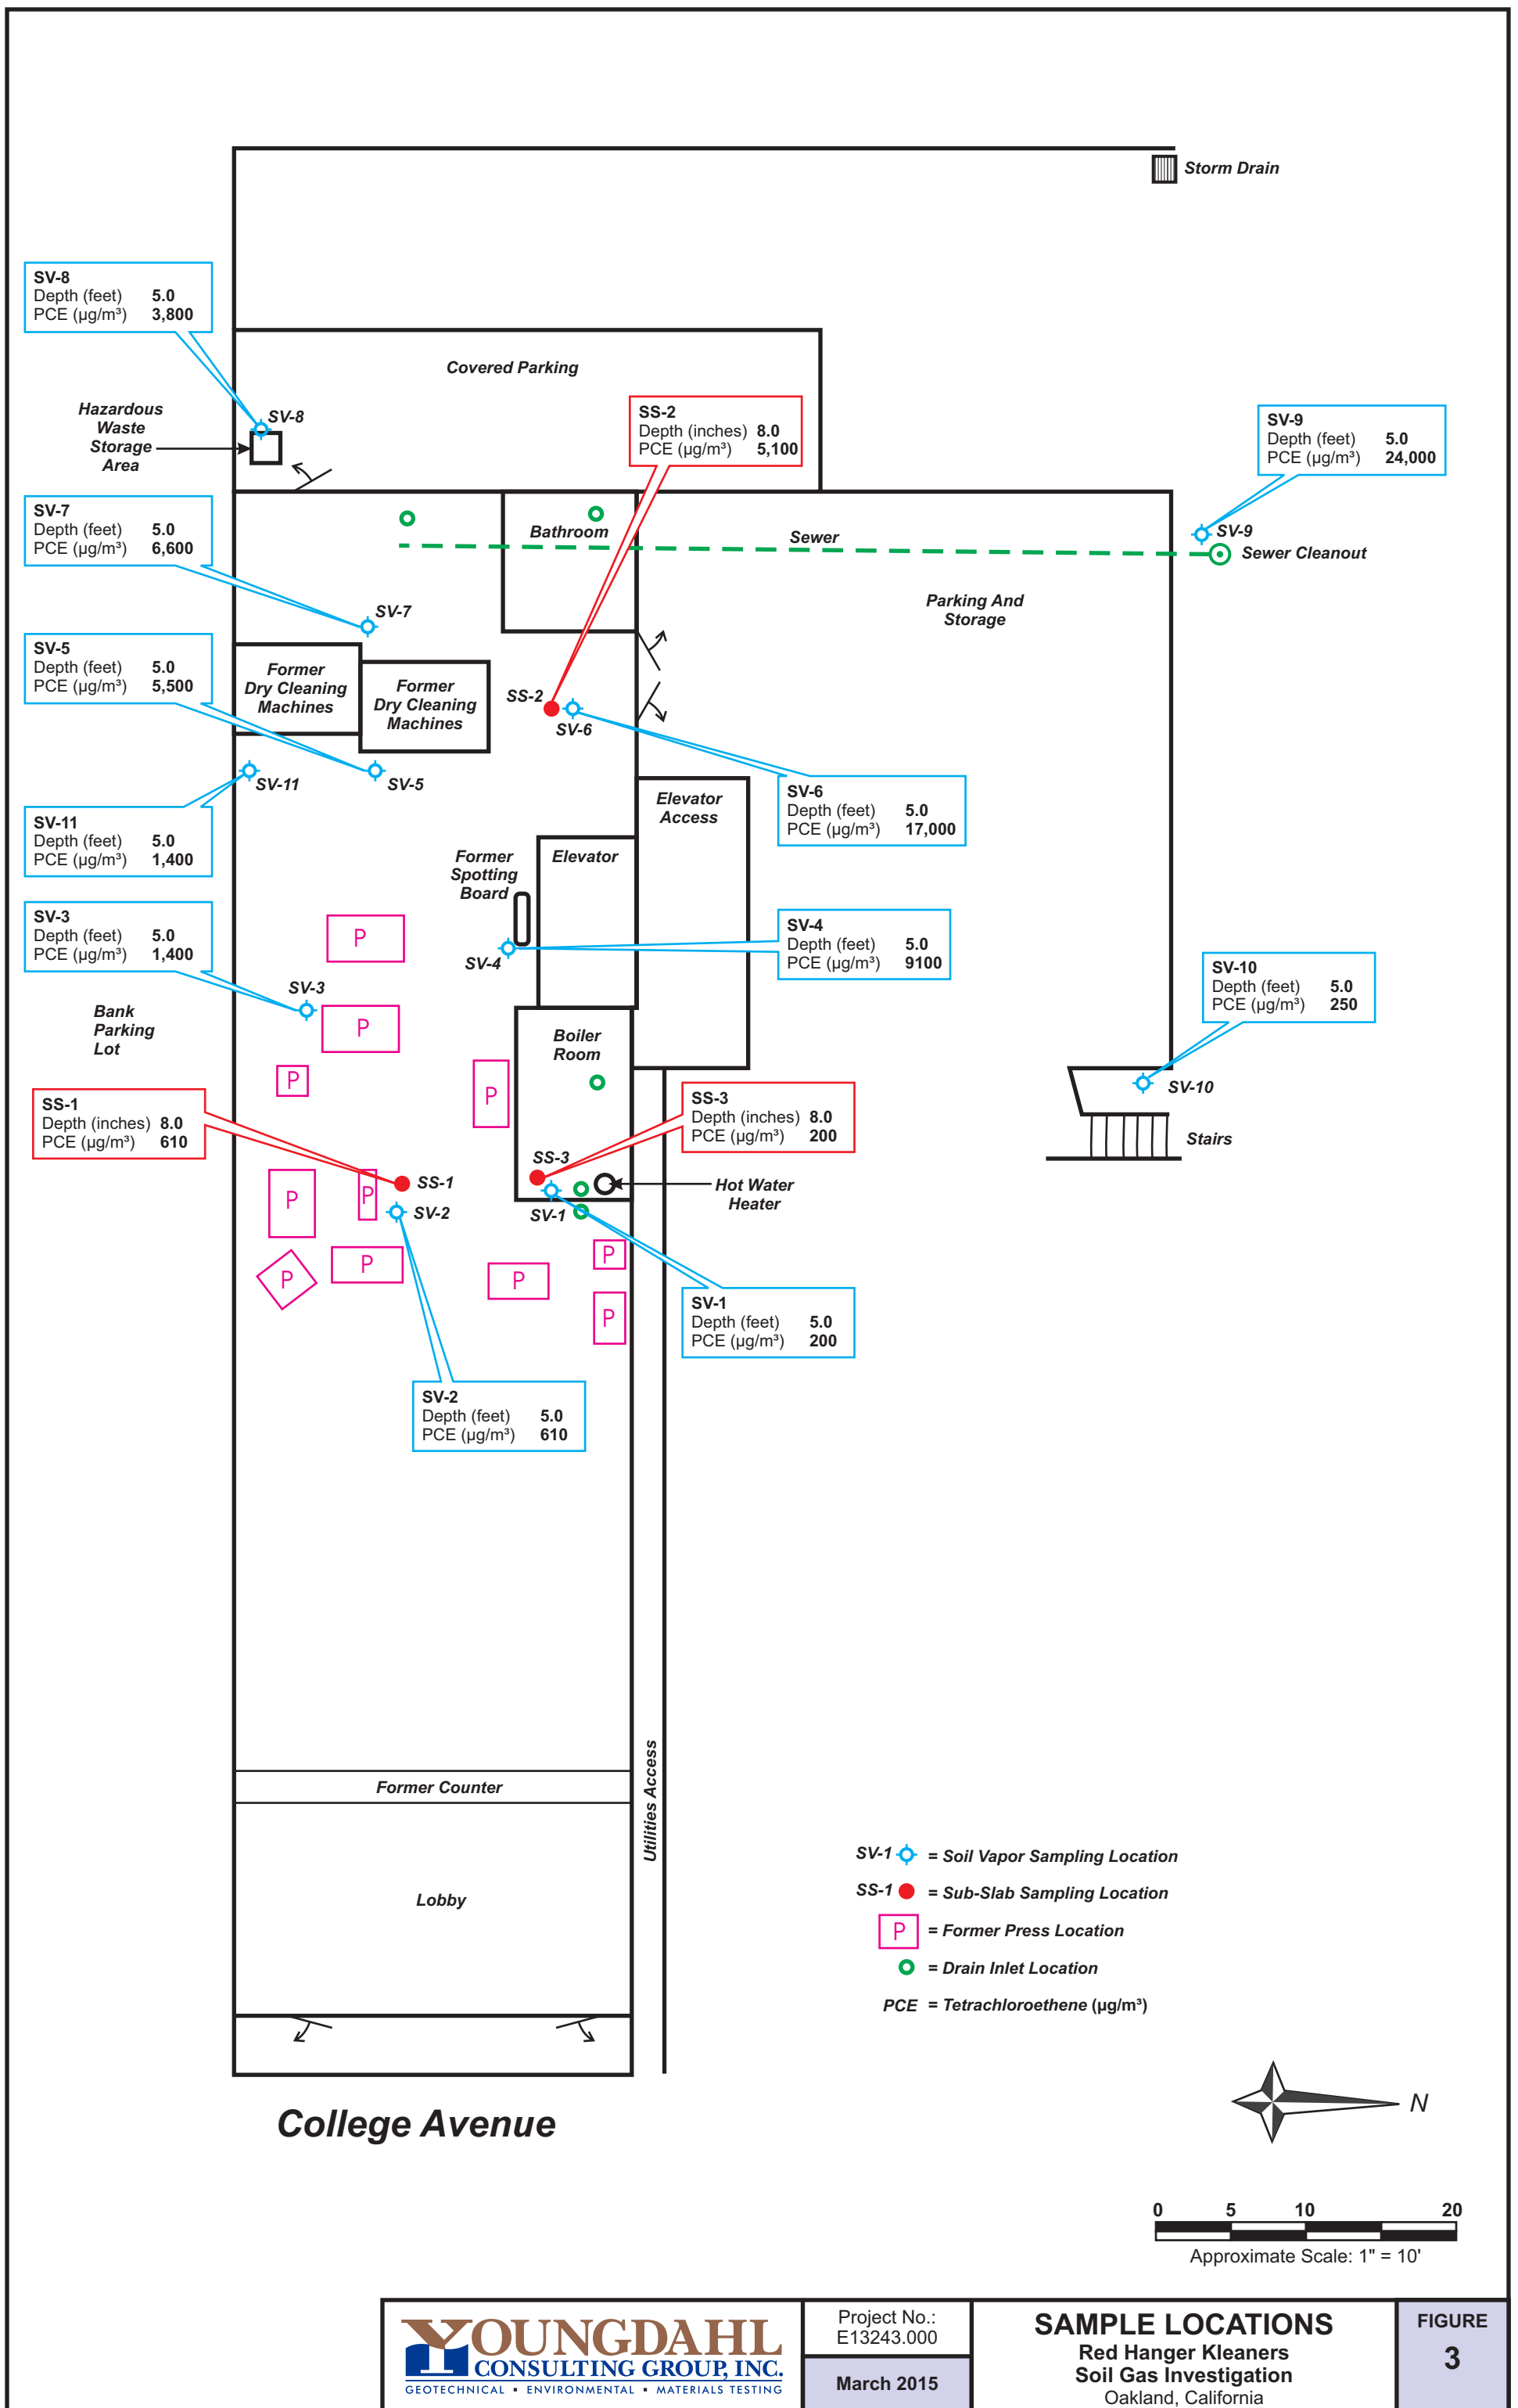 Storm Drain
SV-8
Depth (feet) 5.0
PCE (µg/m³) 3,800
Covered Parking
Hazardous
Waste
Storage
Area
SV-8
SS-2
Depth (inches) 8.0
PCE (µg/m³) 5,100
SV-9
Depth (feet) 5.0
PCE (µg/m³) 24,000
SV-7
Depth (feet) 5.0
PCE (µg/m³) 6,600
Bathroom
Sewer
SV-9
Sewer Cleanout
Parking And
Storage
SV-7
SV-5
Depth (feet) 5.0
PCE (µg/m³) 5,500
Former
Dry Cleaning
Machines
Former
Dry Cleaning
Machines
SS-2
SV-6
SV-11
SV-5
SV-6
Depth (feet) 5.0
PCE (µg/m³) 17,000
Elevator
Access
SV-11
Depth (feet) 5.0
PCE (µg/m³) 1,400
Former
Spotting
Board
Elevator
SV-3
Depth (feet) 5.0
PCE (µg/m³) 1,400
P
SV-4
SV-4
Depth (feet) 5.0
PCE (µg/m³) 9100
SV-10
Depth (feet) 5.0
PCE (µg/m³) 250
SV-3
Bank
Parking
Lot
P
Boiler
Room
P
P
SV-10
Stairs
SS-1
Depth (inches) 8.0
PCE (µg/m³) 610
SS-3
Depth (inches) 8.0
PCE (µg/m³) 200
SS-3
P
P
SS-1
SV-2
SV-1
Hot Water
Heater
P
P
P
P
P
SV-1
Depth (feet) 5.0
PCE (µg/m³) 200
SV-2
Depth (feet) 5.0
PCE (µg/m³) 610
Former Counter
Utilities Access
Lobby
SV-1 = Soil Vapor Sampling Location
SS-1 = Sub-Slab Sampling Location
P = Former Press Location
= Drain Inlet Location
PCE = Tetrachloroethene (µg/m³)
College Avenue
N
0 5 10 20
Approximate Scale: 1" = 10'
YOUNGDAHL
CONSULTING GROUP, INC.
GEOTECHNICAL • ENVIRONMENTAL • MATERIALS TESTING
Project No.:
E13243.000
March 2015
SAMPLE LOCATIONS
Red Hanger Kleaners
Soil Gas Investigation
Oakland, California
FIGURE
3